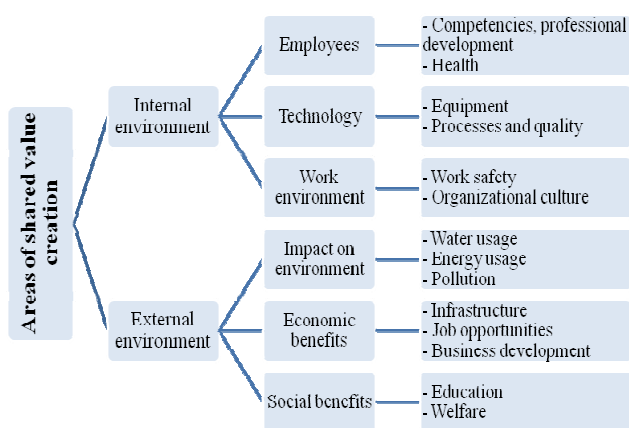 Areas of shared value
creation
Internal
environment
External
environment
Employees
- Competencies, professional
development
- Health
Technology
- Equipment
- Processes and quality
Work
environment
- Work safety
- Organizational culture
Impact on
environment
- Water usage
- Energy usage
- Pollution
Economic
benefits
- Infrastructure
- Job opportunities
- Business development
Social benefits
- Education
- Welfare